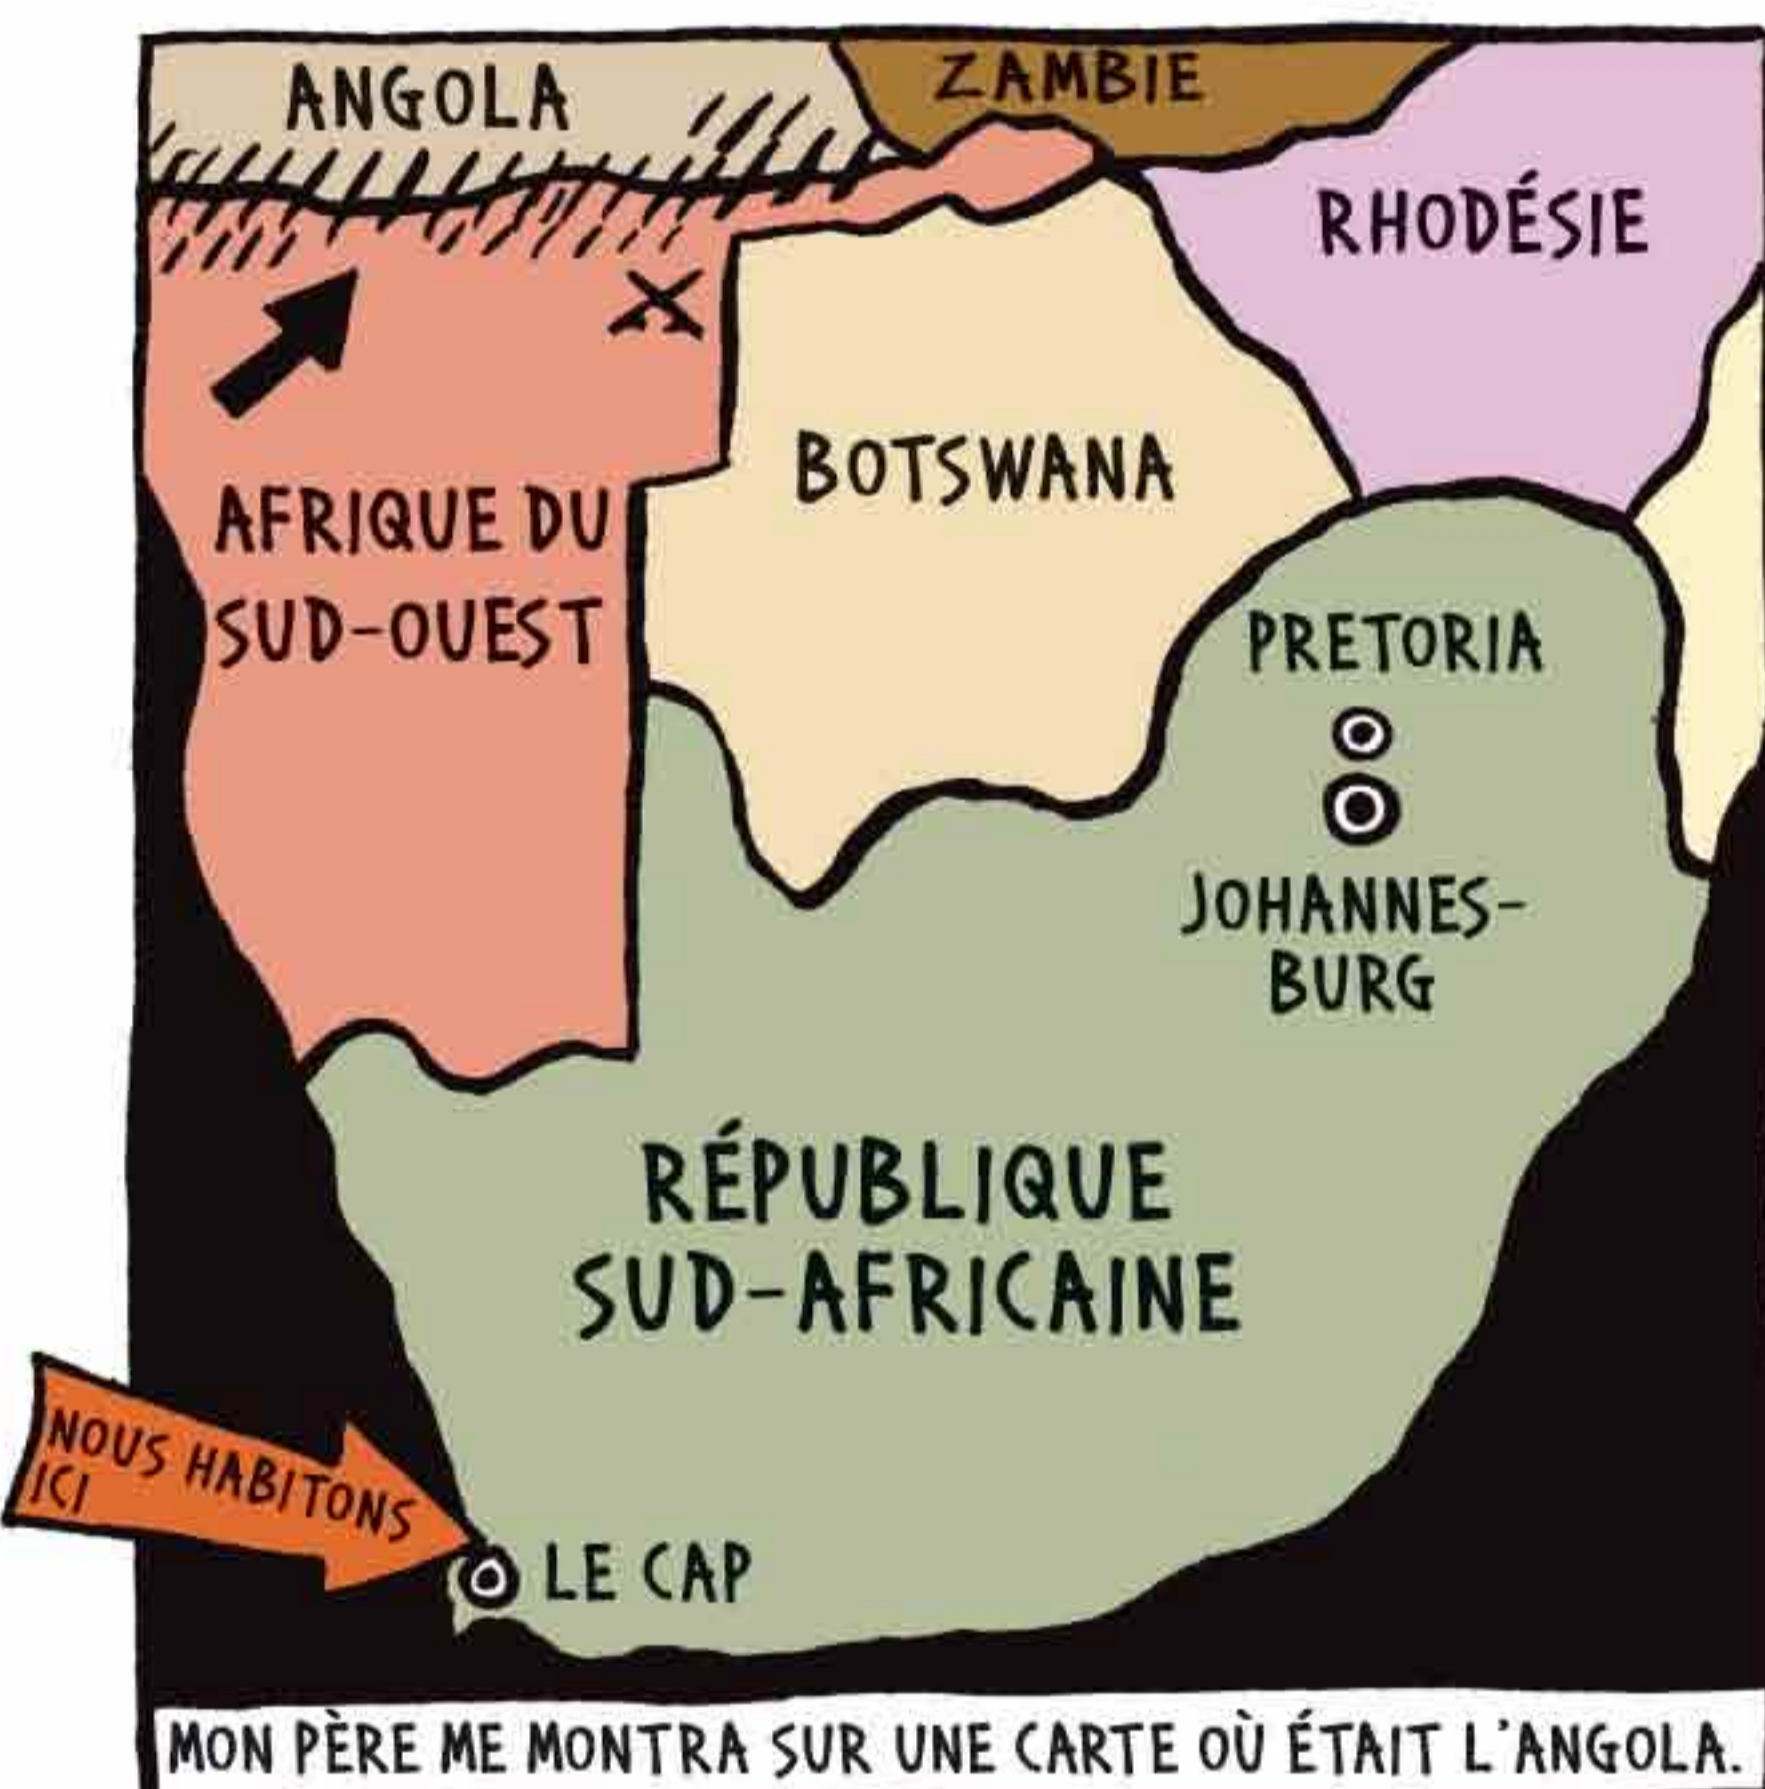 ANGOLA
ZAMBIE
RHODÉSIE
BOTSWANA
AFRIQUE DU
SUD-OUEST
PRETORIA
JOHANNES-
BURG
RÉPUBLIQUE
SUD-AFRICAINE
NOUS HABITONS
ICI
LE CAP
MON PÈRE ME MONTRA SUR UNE CARTE OÙ ÉTAIT L'ANGOLA.